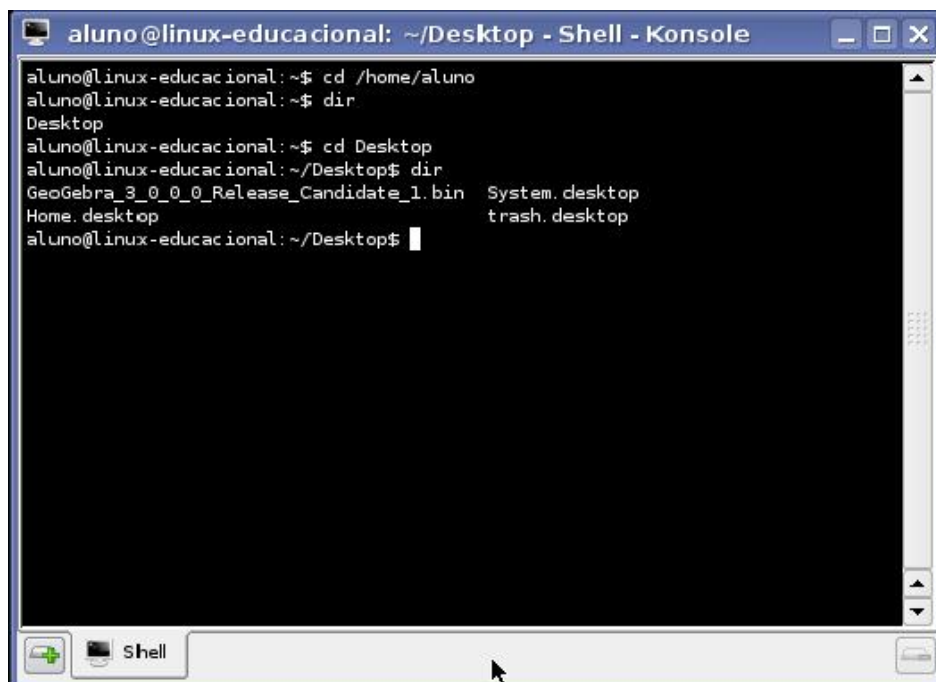 aluno@linux-educacional: ~/Desktop - Shell - Konsole
aluno@linux-educacional:~$ cd /home/aluno
aluno@linux-educacional:~$ dir
Desktop
aluno@linux-educacional:~$ cd Desktop
aluno@linux-educacional:~/Desktop$ dir
GeoGebra_3_0_0_0_Release_Candidate_1.bin  System.desktop
Home.desktop                              trash.desktop
aluno@linux-educacional:~/Desktop$
Shell